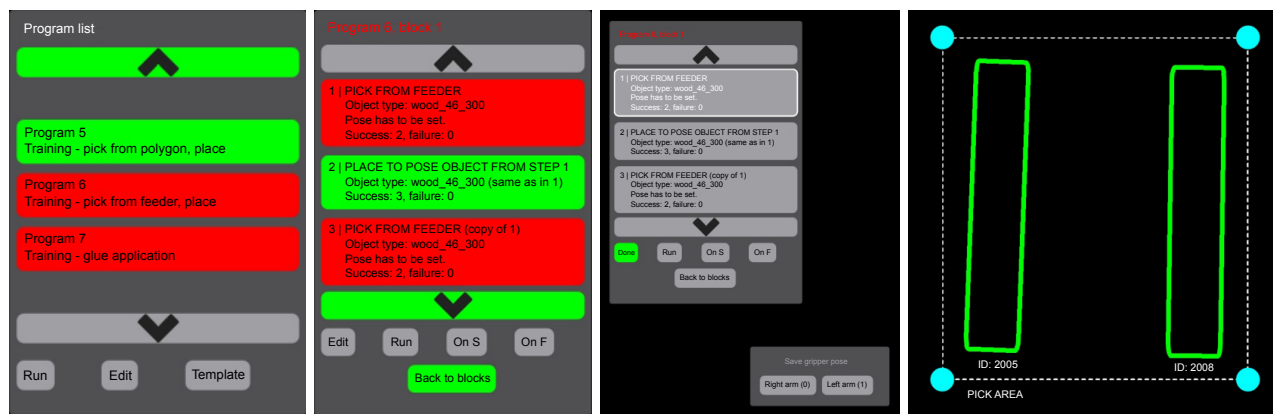 Program list
Program 5
Training - pick from polygon, place
Program 6
Training - pick from feeder, place
Program 7
Training - glue application
Run
Edit
Template
Program 6, block 1
1 | PICK FROM FEEDER
Object type: wood_46_300
Pose has to be set.
Success: 2, failure: 0
2 | PLACE TO POSE OBJECT FROM STEP 1
Object type: wood_46_300 (same as in 1)
Success: 3, failure: 0
3 | PICK FROM FEEDER (copy of 1)
Object type: wood_46_300
Pose has to be set.
Success: 2, failure: 0
Edit
Run
On S
On F
Back to blocks
Program 6, block 1
1 | PICK FROM FEEDER
Object type: wood_46_300
Pose has to be set.
Success: 2, failure: 0
2 | PLACE TO POSE OBJECT FROM STEP 1
Object type: wood_46_300 (same as in 1)
Success: 3, failure: 0
3 | PICK FROM FEEDER (copy of 1)
Object type: wood_46_300
Pose has to be set.
Success: 2, failure: 0
Done
Run
On S
On F
Back to blocks
Save gripper pose
Right arm (0)
Left arm (1)
ID: 2005
ID: 2008
PICK AREA